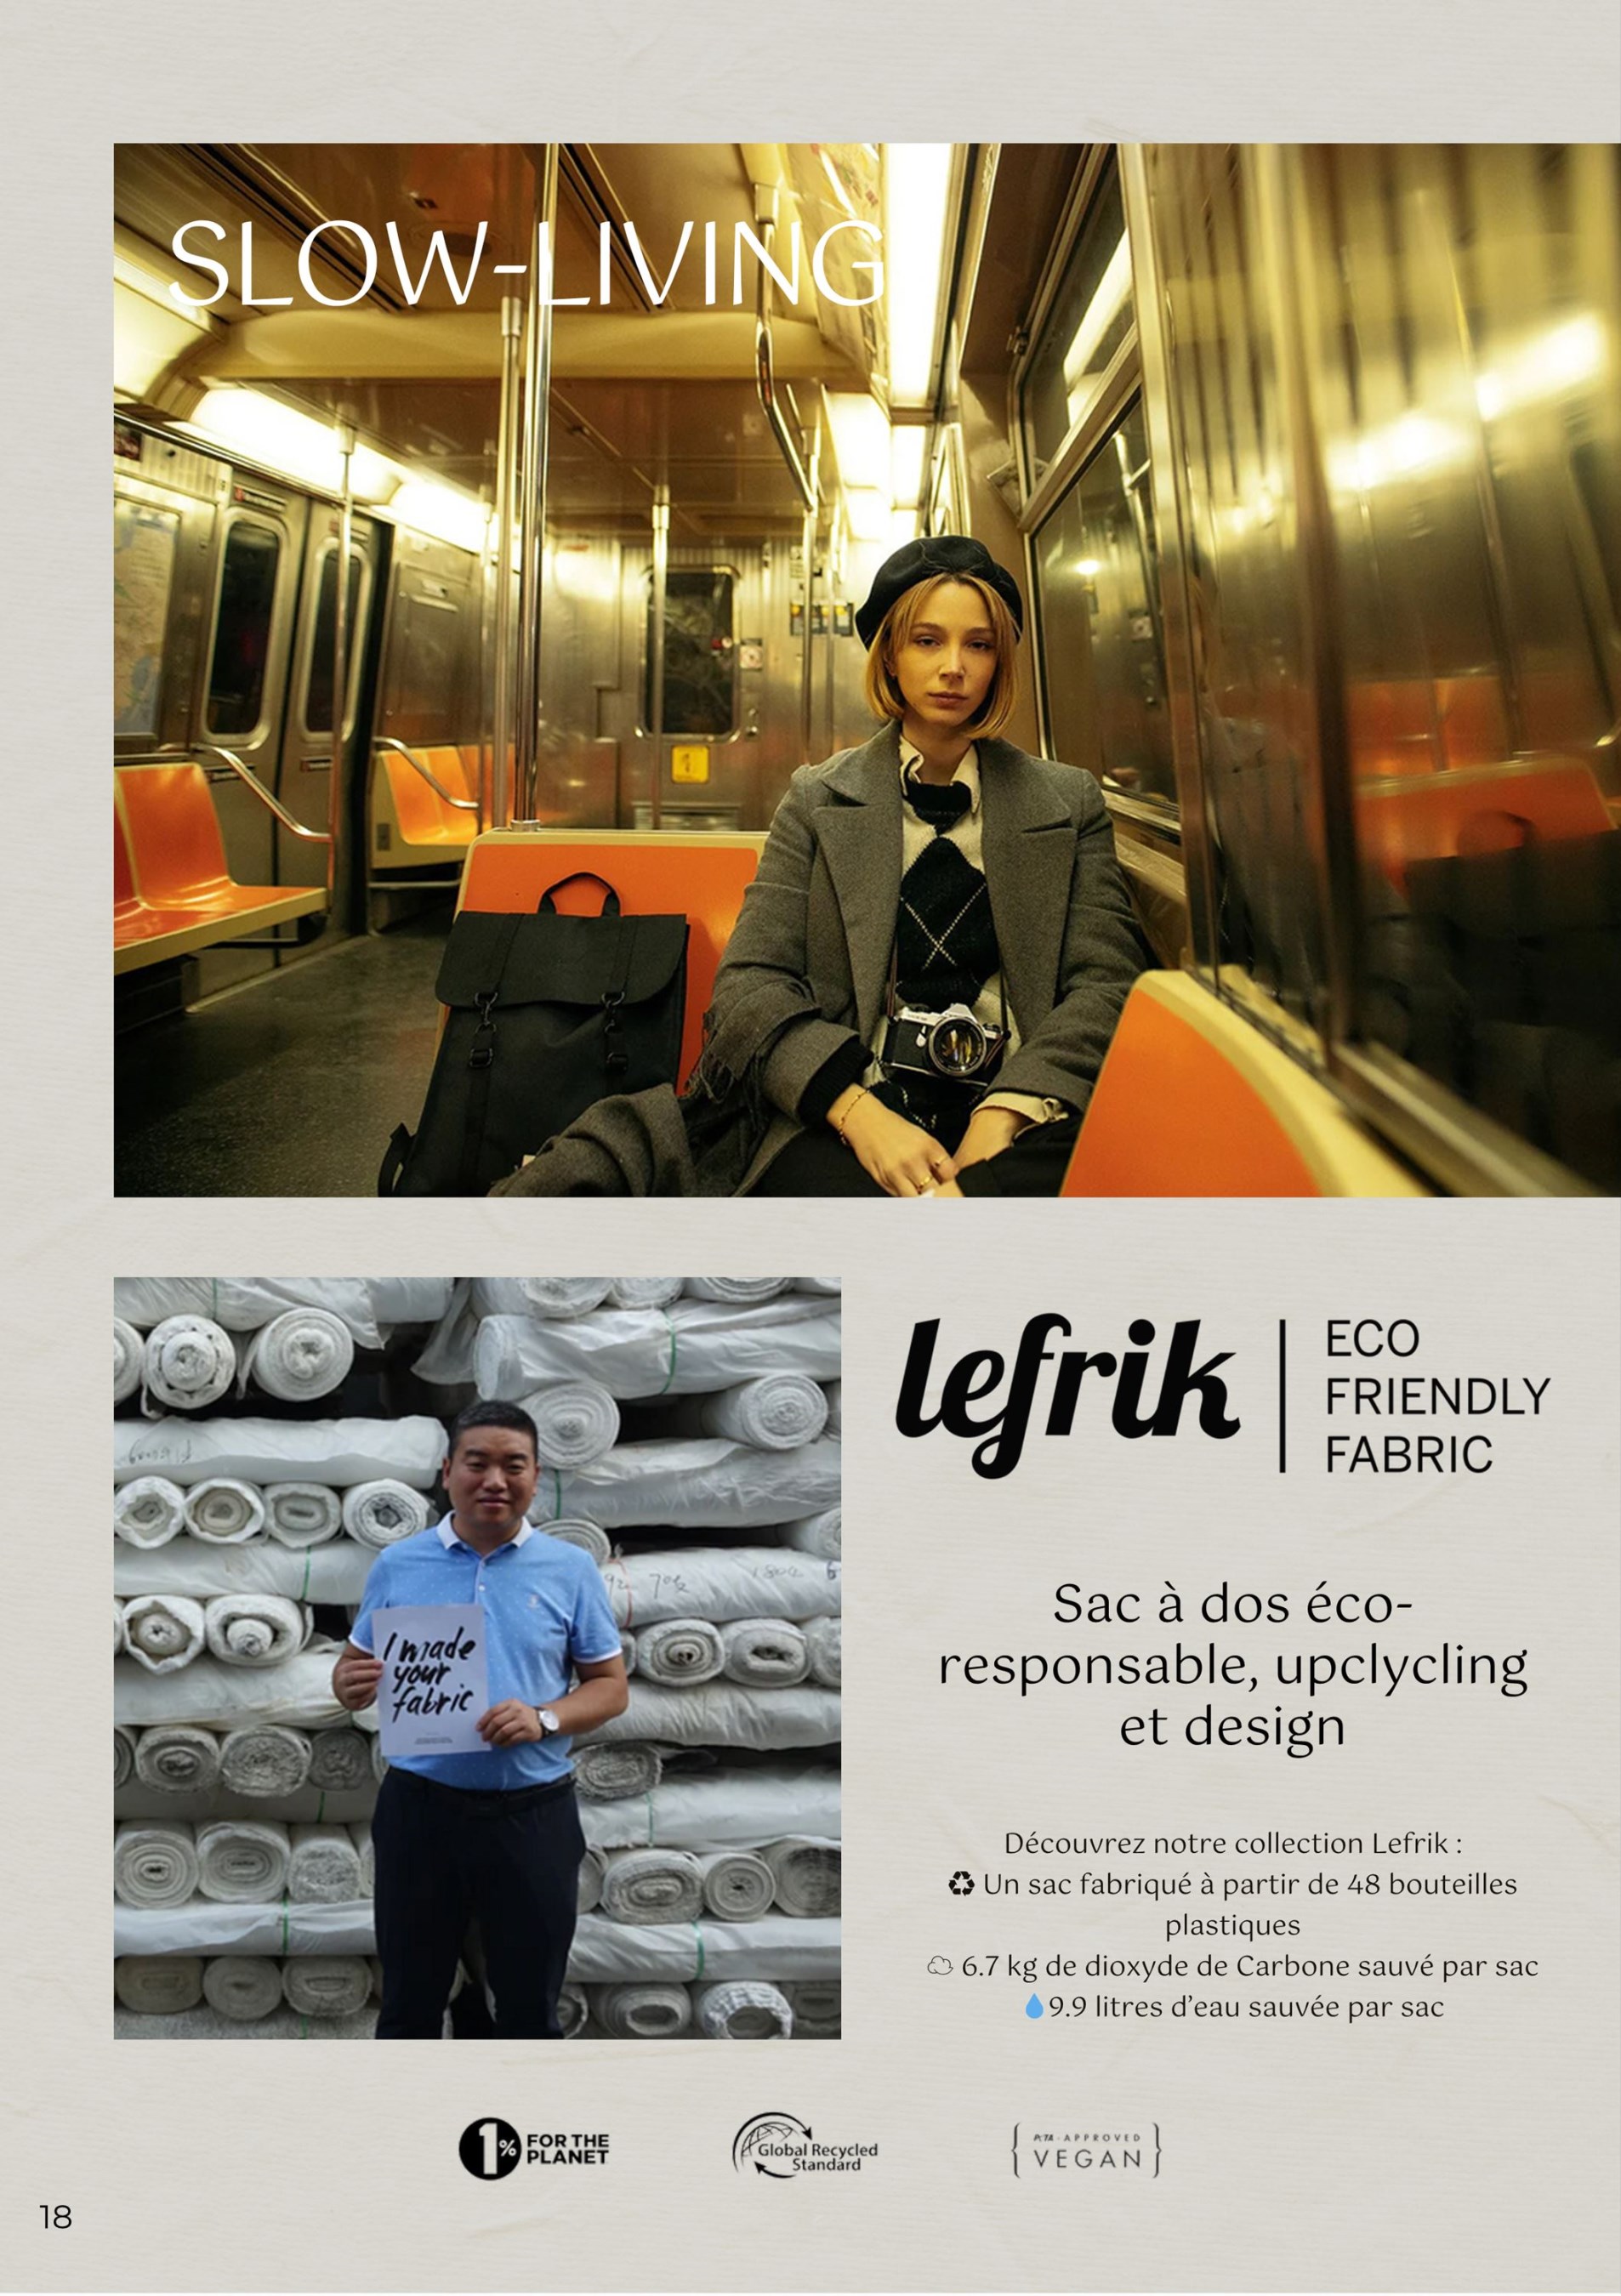 SLOW-LIVING
I made
your
fabric
lefrik
ECO
FRIENDLY
FABRIC
Sac à dos éco-
responsable, upclycling
et design
Découvrez notre collection Lefrik :
♻ Un sac fabriqué à partir de 48 bouteilles
plastiques
6.7 kg de dioxyde de Carbone sauvé par sac
💧9.9 litres d’eau sauvée par sac
1% FOR THE
PLANET
Global Recycled
Standard
PETA-APPROVED
VEGAN
18